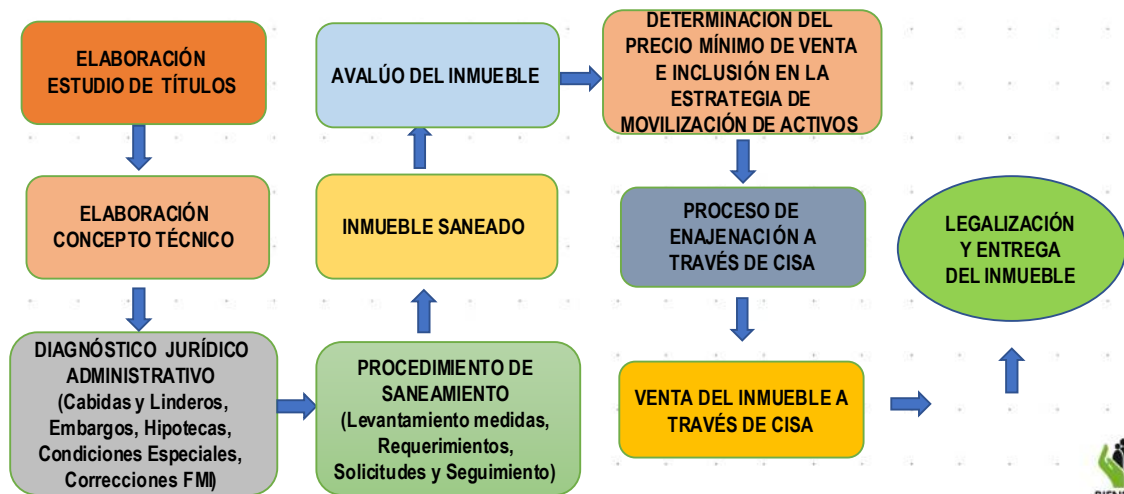 ELABORACIÓN
ESTUDIO DE TÍTULOS
ELABORACIÓN
CONCEPTO TÉCNICO
DIAGNÓSTICO JURÍDICO
ADMINISTRATIVO
(Cabidas y Linderos,
Embargos, Hipotecas,
Condiciones Especiales,
Correcciones FMI)
PROCEDIMIENTO DE
SANEAMIENTO
(Levantamiento medidas,
Requerimientos,
Solicitudes y Seguimiento)
INMUEBLE SANEADO
AVALÚO DEL INMUEBLE
DETERMINACION DEL
PRECIO MÍNIMO DE VENTA
E INCLUSIÓN EN LA
ESTRATEGIA DE
MOVILIZACIÓN DE ACTIVOS
PROCESO DE
ENAJENACIÓN A
TRAVÉS DE CISA
VENTA DEL INMUEBLE A
TRAVÉS DE CISA
LEGALIZACIÓN
Y ENTREGA
DEL INMUEBLE